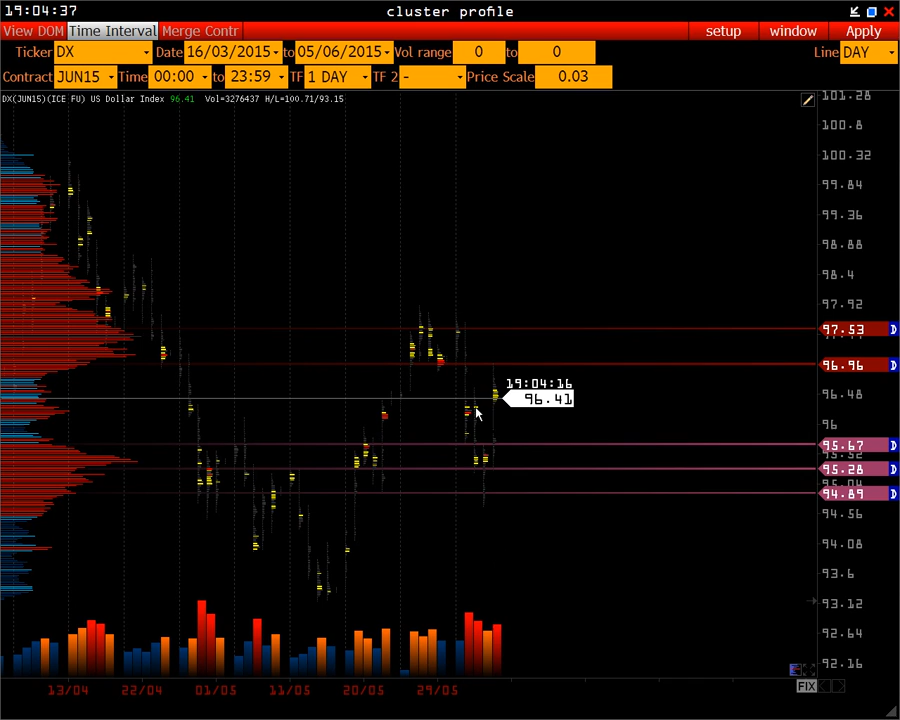 19:04:37 cluster profile
View DOM Time Interval Merge Contr setup window Apply
Ticker DX Date 16/03/2015 to 05/06/2015 Vol range 0 to 0 Line DAY
Contract JUN15 Time 00:00 to 23:59 TF 1 DAY TF 2 - Price Scale 0.03
DX(JUN15)(ICE FU) US Dollar Index 96.41 Vol=3276437 H/L=100.71/93.15
101.28
100.8
100.32
99.84
99.36
98.88
98.4
97.92
97.53 D
96.96 D
19:04:16
96.48
96.41
96
95.67 D
95.52
95.28 D
95.04
94.89 D
94.56
94.08
93.6
93.12
92.64
92.16
FIX
13/04 22/04 01/05 11/05 20/05 29/05